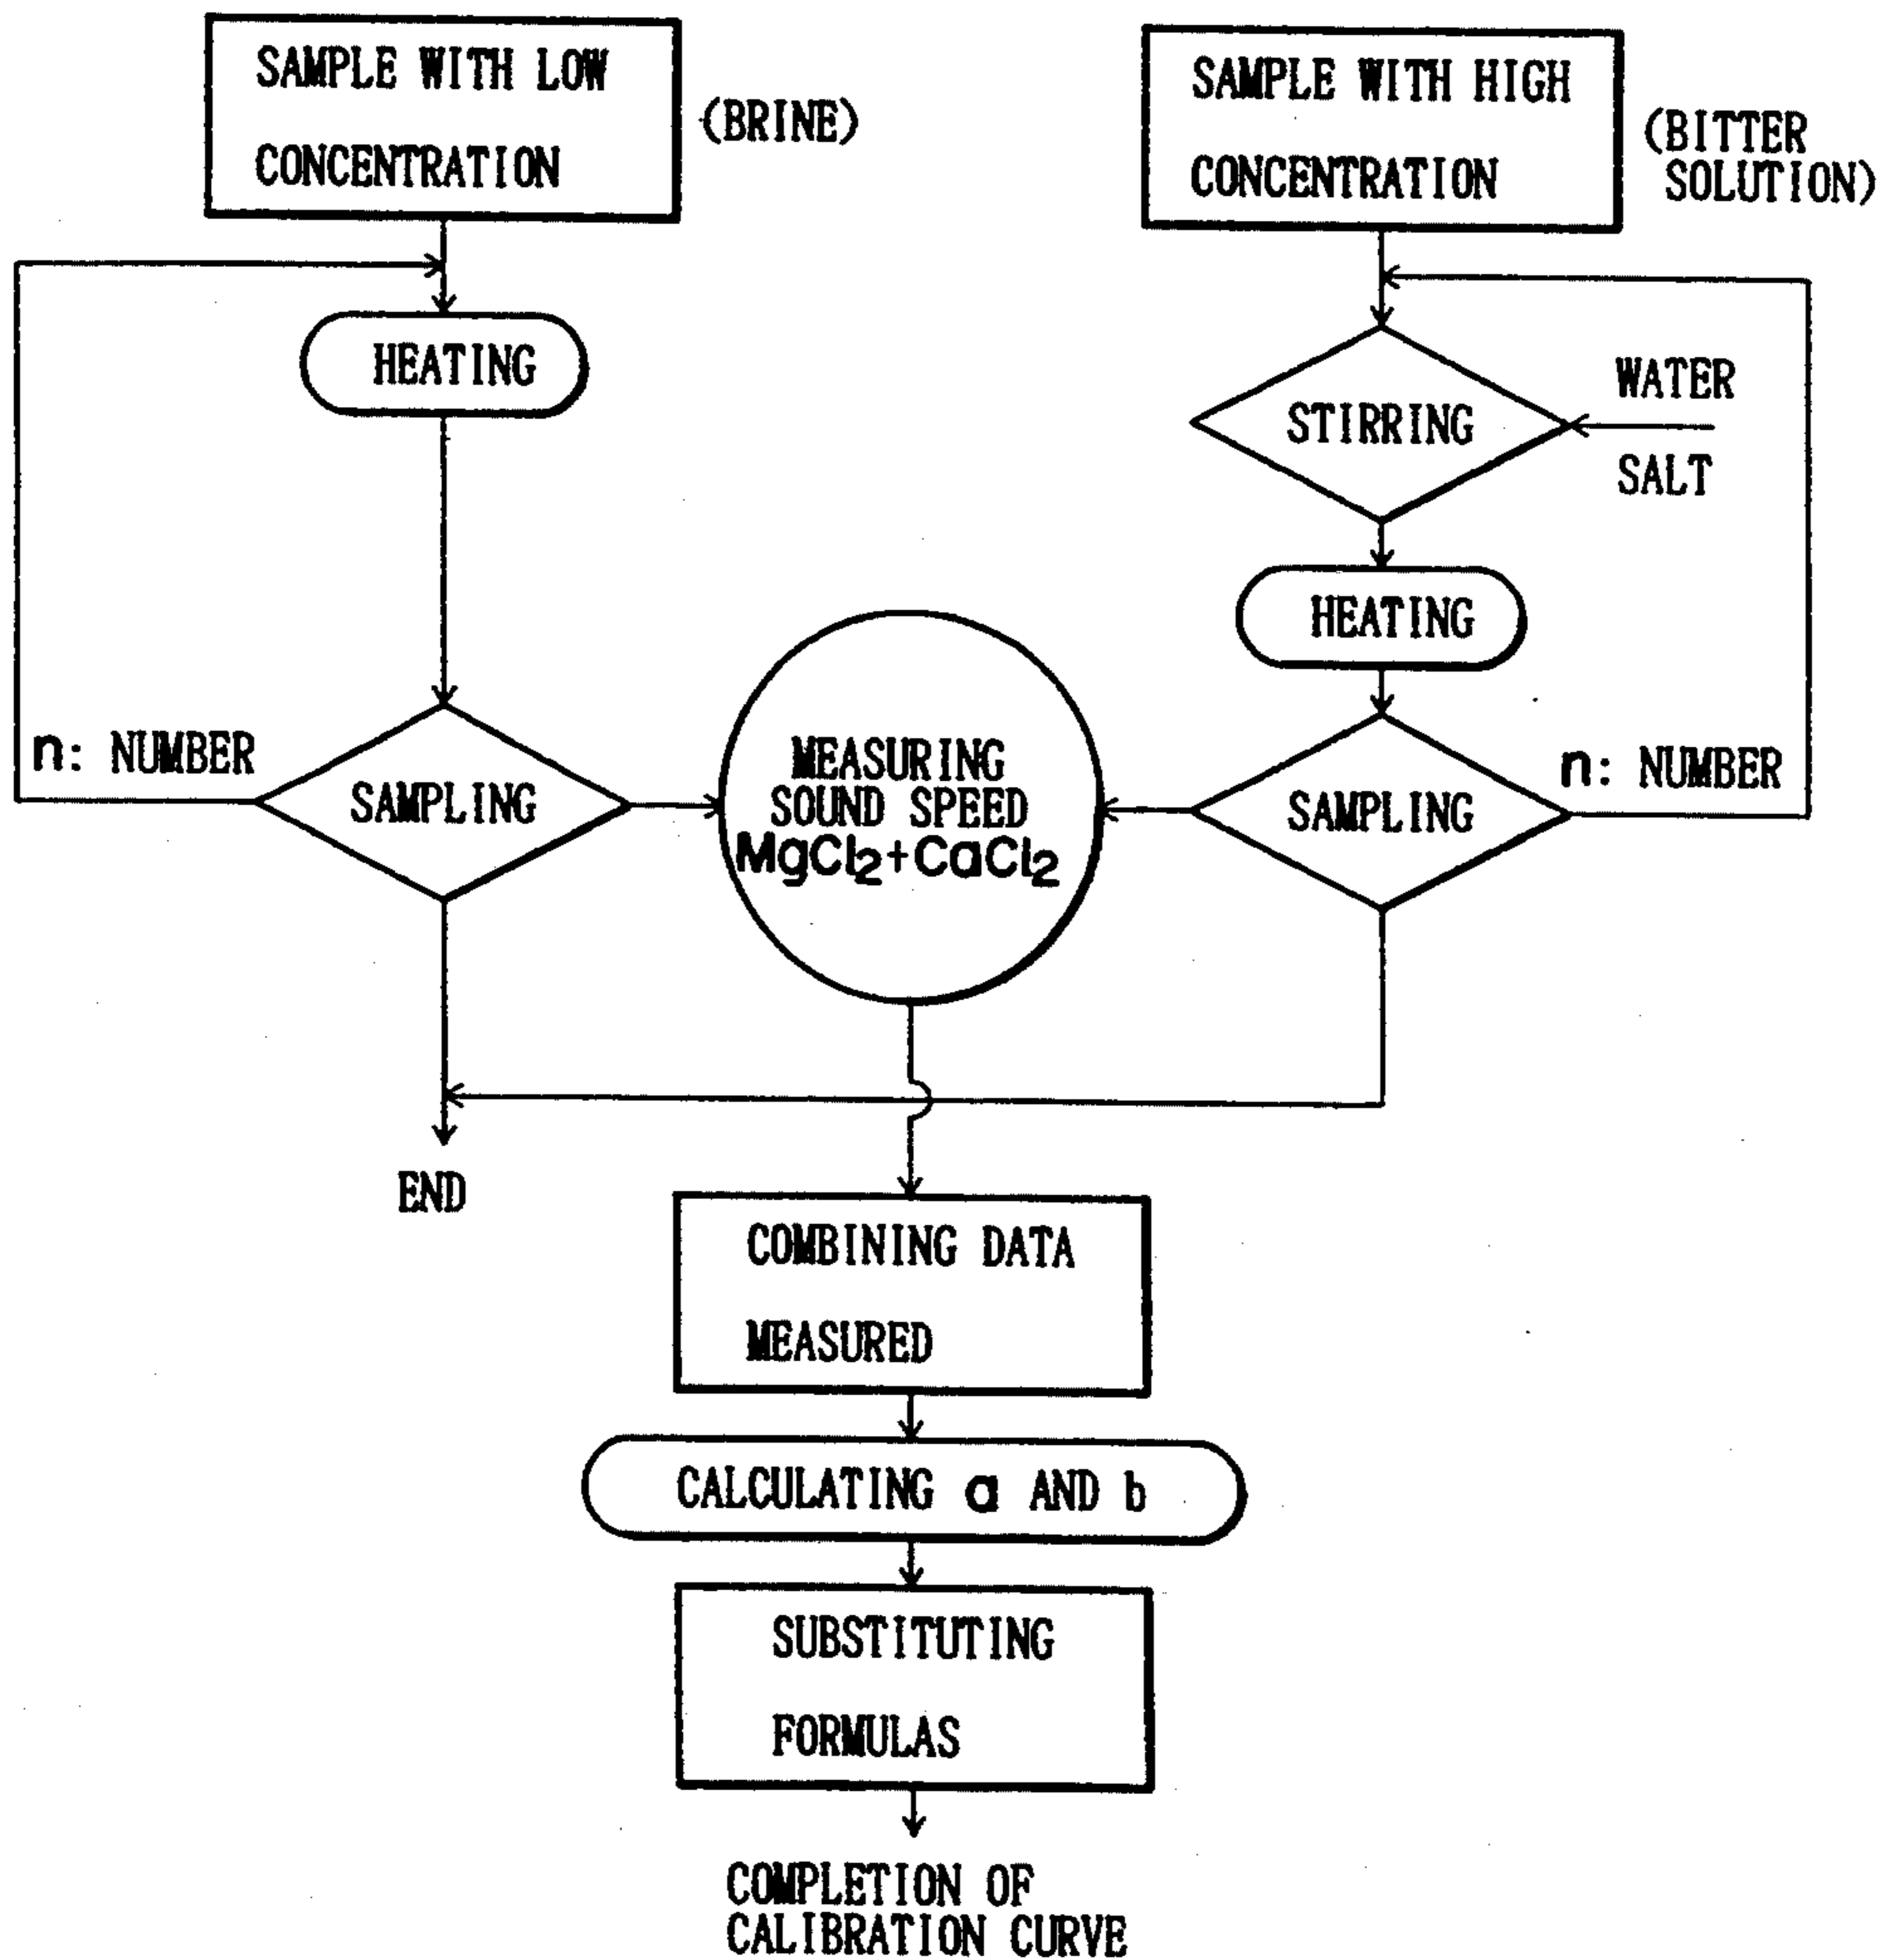 SAMPLE WITH LOW
CONCENTRATION
(BRINE)
SAMPLE WITH HIGH
CONCENTRATION
(BITTER
SOLUTION)
HEATING
WATER
STIRRING
SALT
HEATING
n: NUMBER
SAMPLING
MEASURING
SOUND SPEED
MgCl₂+CaCl₂
SAMPLING
n: NUMBER
END
COMBINING DATA
MEASURED
CALCULATING a AND b
SUBSTITUTING
FORMULAS
COMPLETION OF
CALIBRATION CURVE